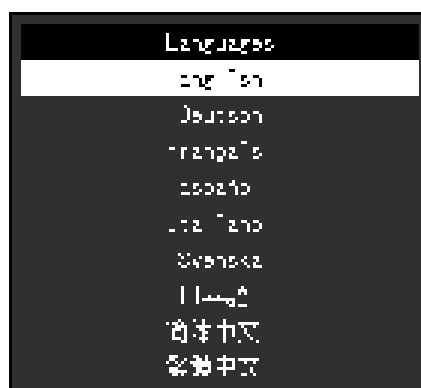 Languages
English
Deutsch
Français
Español
Italiano
Svenska
简体中文
繁體中文